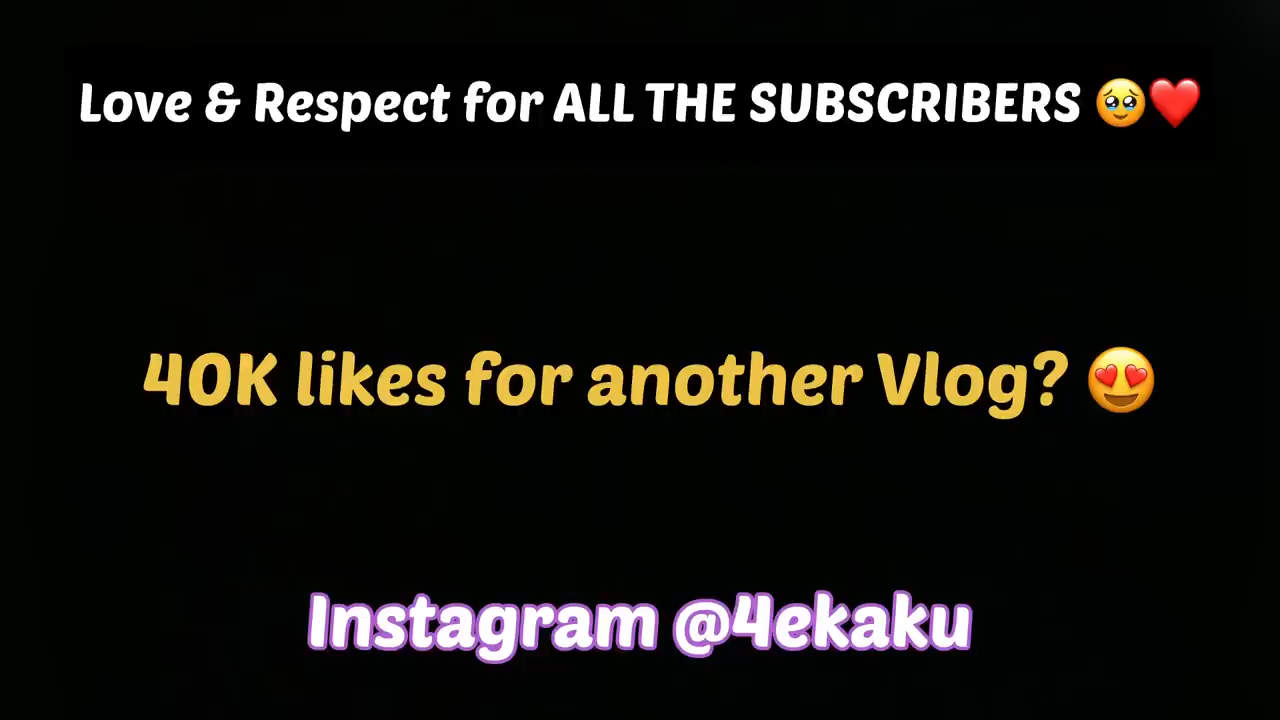 Love & Respect for ALL THE SUBSCRIBERS 🥹❤️
40K likes for another Vlog? 😍
Instagram @4ekaku